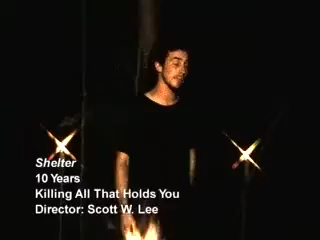 Shelter
10 Years
Killing All That Holds You
Director: Scott W. Lee